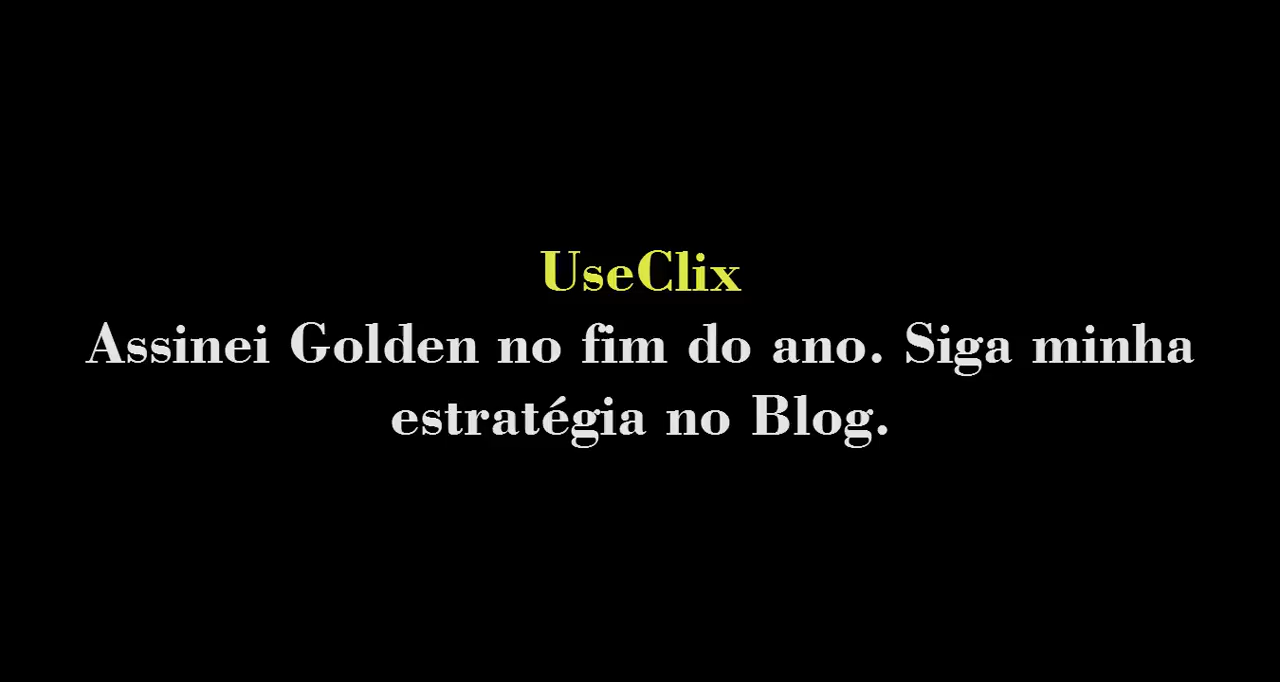 UseClix
Assinei Golden no fim do ano. Siga minha
estratégia no Blog.